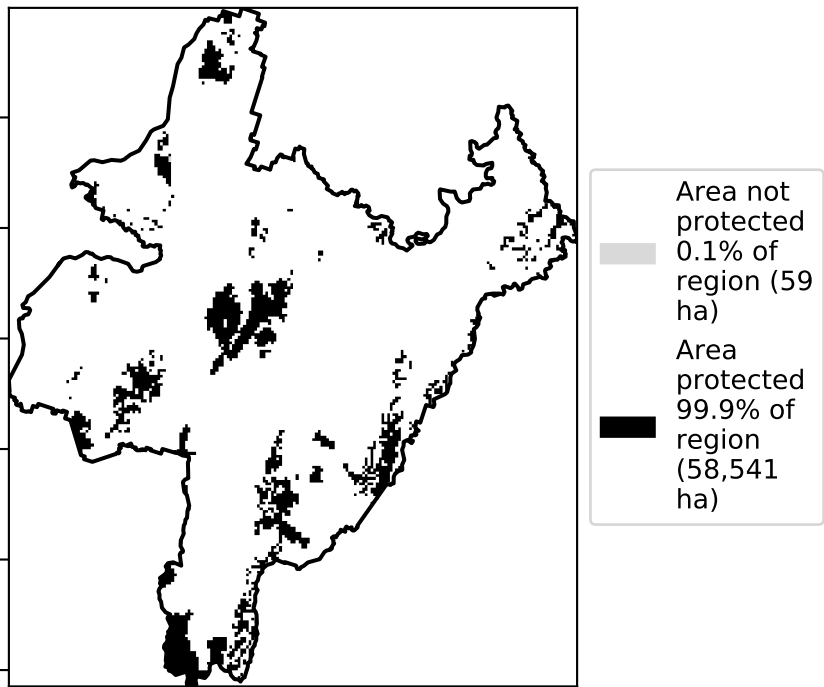 Area not
protected
0.1% of
region (59
ha)
Area
protected
99.9% of
region
(58,541
ha)